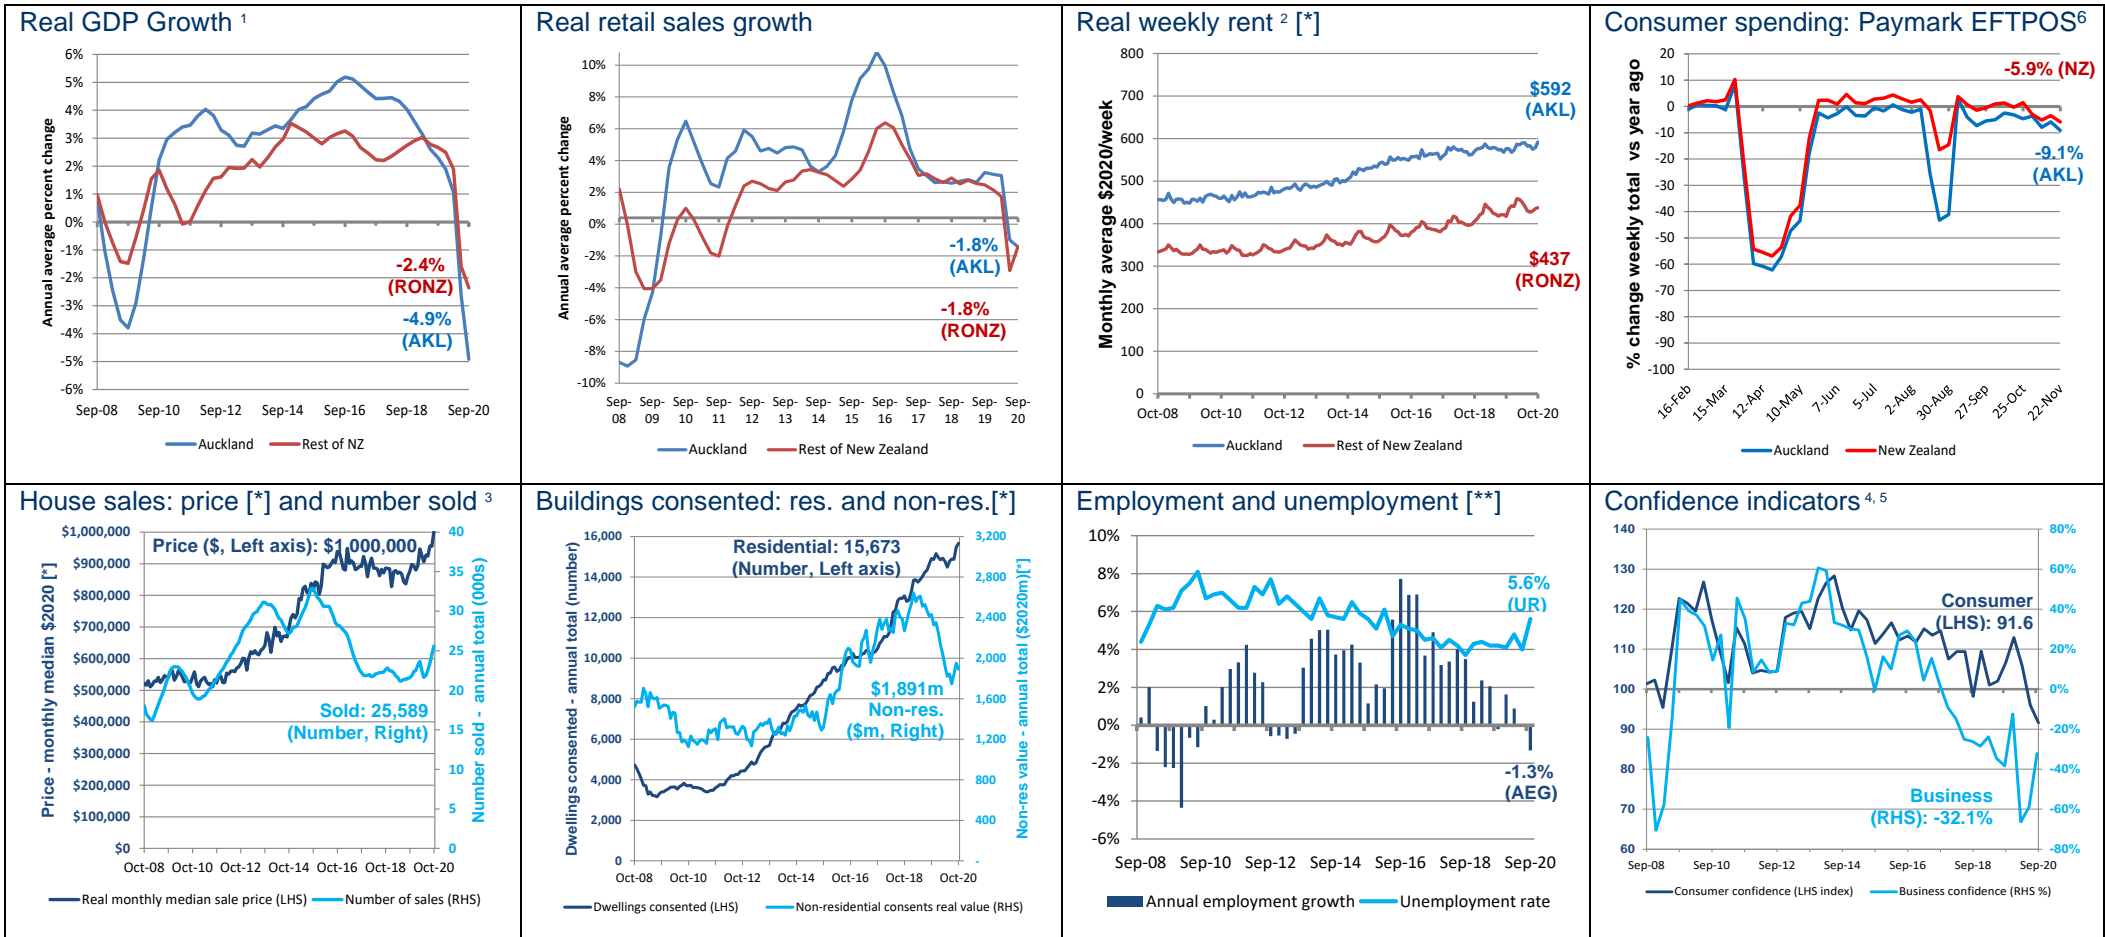 Real GDP Growth 1
Annual average percent change
6%
5%
4%
3%
2%
1%
0%
-1%
-2%
-3%
-4%
-5%
-6%
-2.4%
(RONZ)
-4.9%
(AKL)
Sep-08 Sep-10 Sep-12 Sep-14 Sep-16 Sep-18 Sep-20
Auckland Rest of NZ
Real retail sales growth
Annual average percent change
10%
8%
6%
4%
2%
0%
-2%
-4%
-6%
-8%
-10%
-1.8%
(AKL)
-1.8%
(RONZ)
Sep- Sep- Sep- Sep- Sep- Sep- Sep- Sep- Sep- Sep- Sep- Sep- Sep-
08 09 10 11 12 13 14 15 16 17 18 19 20
Auckland Rest of New Zealand
Real weekly rent 2 [*]
Monthly average $2020/week
800
700
600
500
400
300
200
100
0
$592
(AKL)
$437
(RONZ)
Oct-08 Oct-10 Oct-12 Oct-14 Oct-16 Oct-18 Oct-20
Auckland Rest of New Zealand
Consumer spending: Paymark EFTPOS6
% change weekly total vs year ago
20
10
0
-10
-20
-30
-40
-50
-60
-70
-80
-90
-100
-5.9% (NZ)
-9.1%
(AKL)
16-Feb 15-Mar 12-Apr 10-May 7-Jun 5-Jul 2-Aug 30-Aug 27-Sep 25-Oct 22-Nov
Auckland New Zealand
House sales: price [*] and number sold 3
Price - monthly median $2020 [*]
$1,000,000
$900,000
$800,000
$700,000
$600,000
$500,000
$400,000
$300,000
$200,000
$100,000
$0
Price ($, Left axis): $1,000,000
Sold: 25,589
(Number, Right)
40
35
30
25
20
15
10
5
0
Number sold - annual total (000s)
Oct-08 Oct-10 Oct-12 Oct-14 Oct-16 Oct-18 Oct-20
Real monthly median sale price (LHS) Number of sales (RHS)
Buildings consented: res. and non-res.[*]
Dwellings consented - annual total (number)
16,000
14,000
12,000
10,000
8,000
6,000
4,000
2,000
0
Residential: 15,673
(Number, Left axis)
$1,891m
Non-res.
($m, Right)
3,200
2,800
2,400
2,000
1,600
1,200
800
400
-
Non-res value - annual total ($2020m)[*]
Oct-08 Oct-10 Oct-12 Oct-14 Oct-16 Oct-18 Oct-20
Dwellings consented (LHS) Non-residential consents real value (RHS)
Employment and unemployment [**]
10%
8%
6%
4%
2%
0%
-2%
-4%
-6%
5.6%
(UR)
-1.3%
(AEG)
Sep-08 Sep-10 Sep-12 Sep-14 Sep-16 Sep-18 Sep-20
Annual employment growth Unemployment rate
Confidence indicators 4, 5
140
130
120
110
100
90
80
70
60
Consumer
(LHS): 91.6
Business
(RHS): -32.1%
80%
60%
40%
20%
0%
-20%
-40%
-60%
-80%
Sep-08 Sep-10 Sep-12 Sep-14 Sep-16 Sep-18 Sep-20
Consumer confidence (LHS index) Business confidence (RHS %)